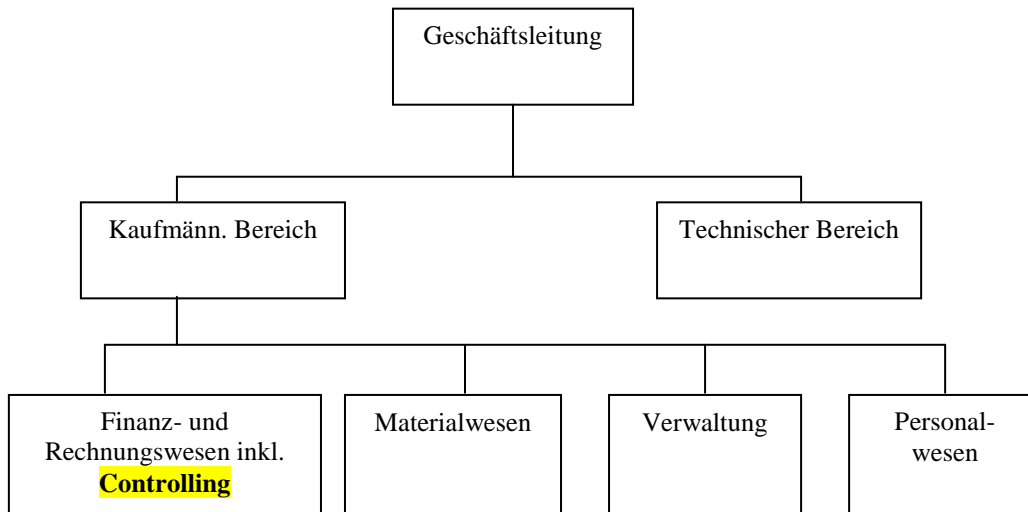 Geschäftsleitung
Kaufmänn. Bereich
Technischer Bereich
Finanz- und
Rechnungswesen inkl.
Controlling
Materialwesen
Verwaltung
Personal-
wesen